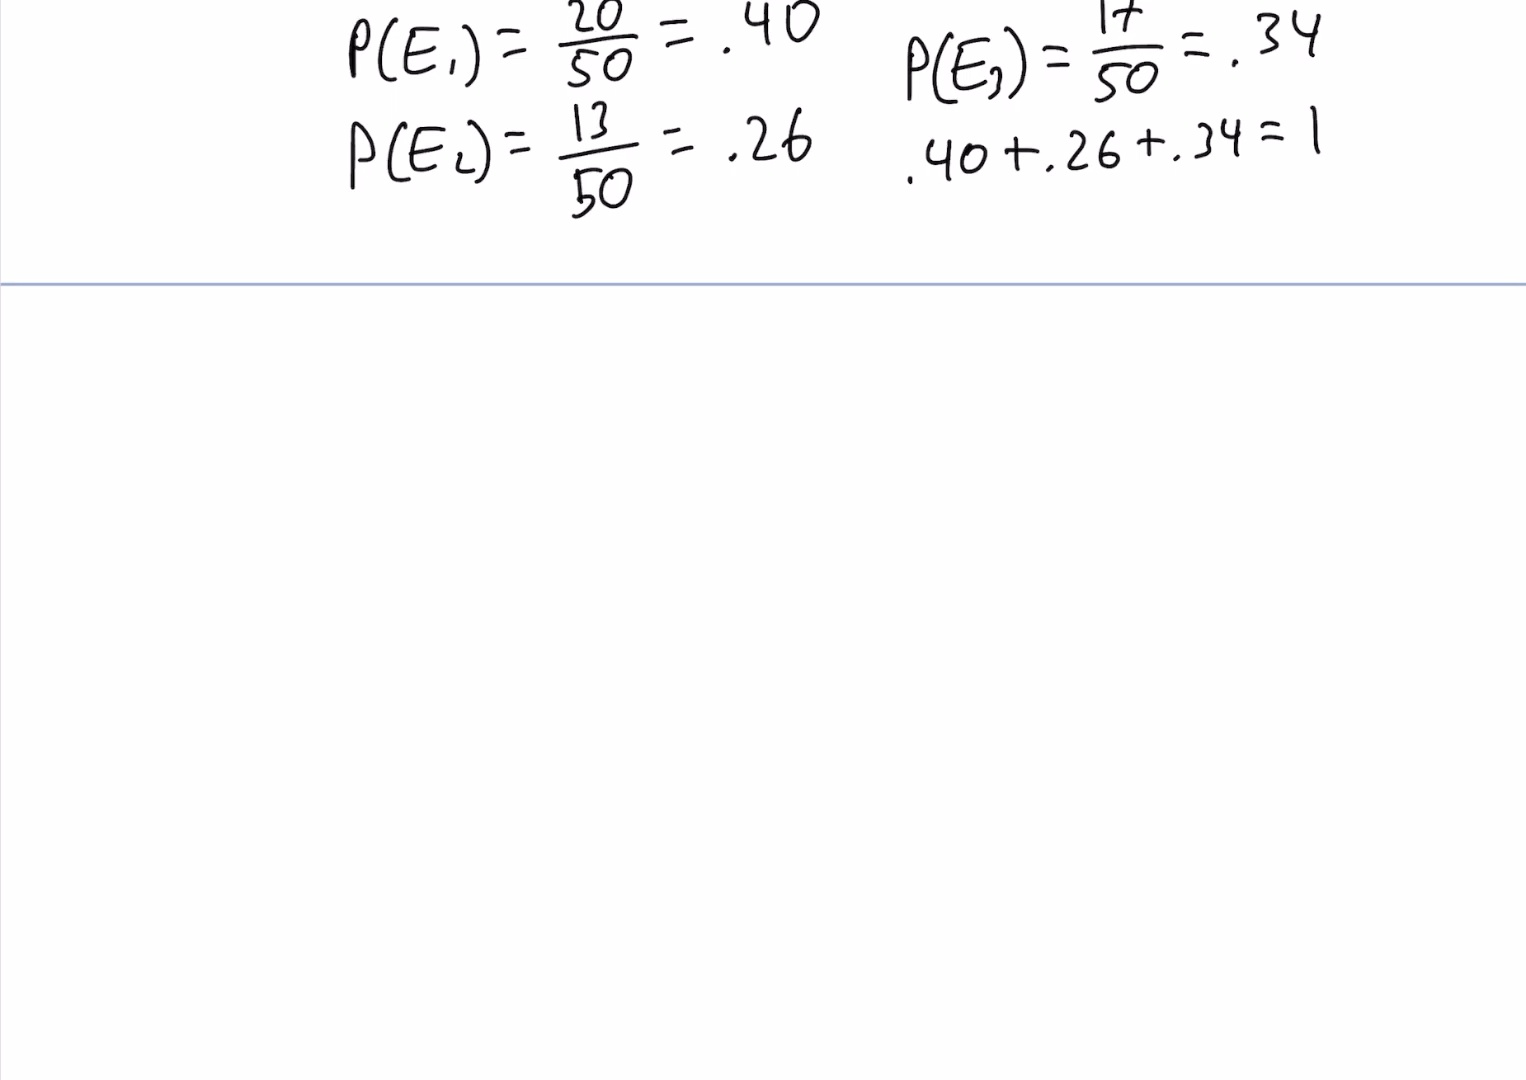 P(E₁) = 20/50 = .40
P(E₂) = 13/50 = .26
P(E₃) = 17/50 = .34
.40 + .26 + .34 = 1